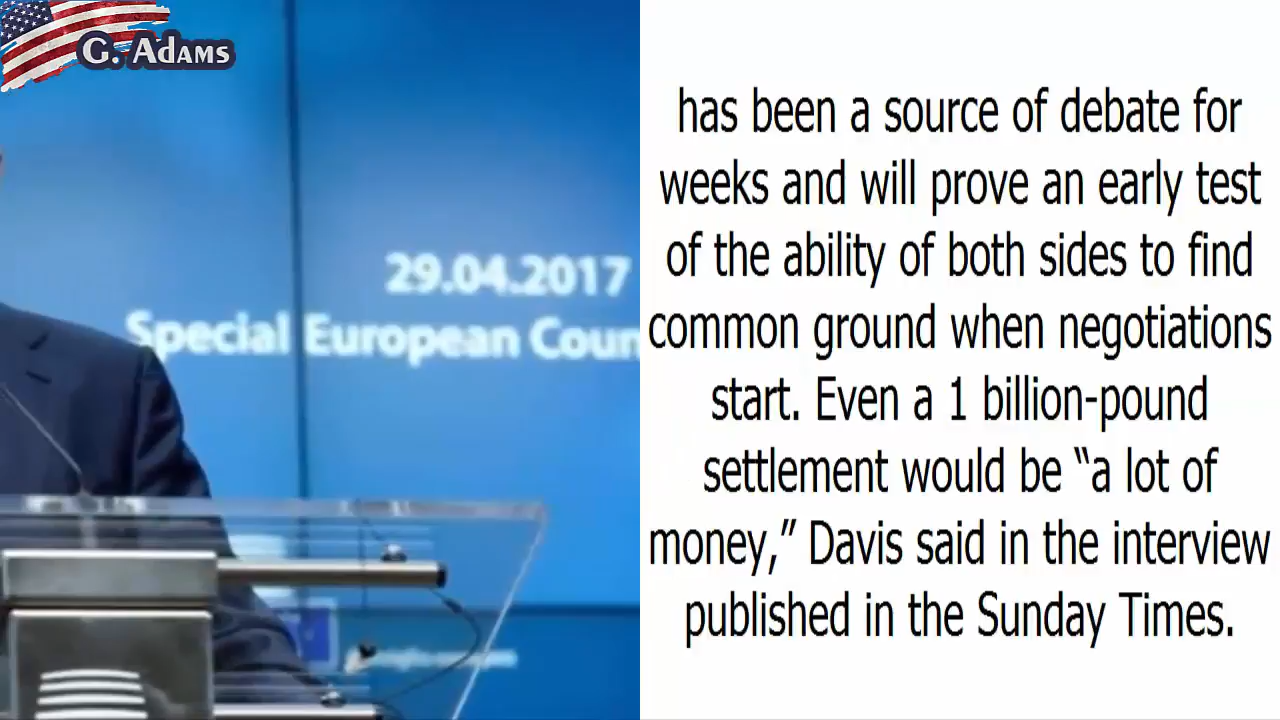 G. Adams
29.04.2017
Special European Coun
has been a source of debate for
weeks and will prove an early test
of the ability of both sides to find
common ground when negotiations
start. Even a 1 billion-pound
settlement would be “a lot of
money,” Davis said in the interview
published in the Sunday Times.